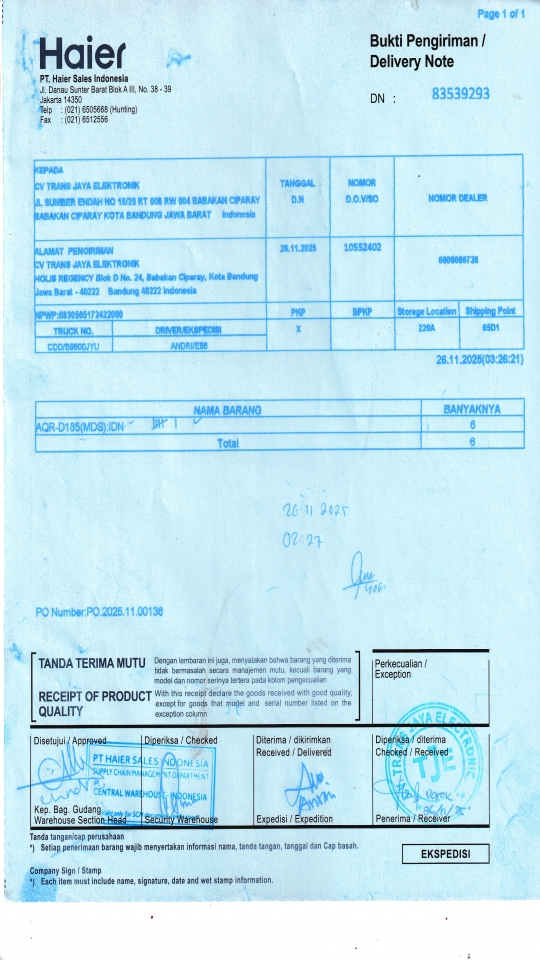 Page 1 of 1
Haier
Bukti Pengiriman /
Delivery Note
PT. Haier Sales Indonesia
Jl. Danau Sunter Barat Blok A III, No. 38 - 39
Jakarta 14350
Telp : (021) 6505668 (Hunting)
Fax : (021) 6512556
DN : 83539293
KEPADA
CV TRANS JAYA ELEKTRONIK
JL SUMBER ENDAH NO 18/20 RT 006 RW 004 BABAKAN CIPARAY
BABAKAN CIPARAY KOTA BANDUNG JAWA BARAT Indonesia
TANGGAL
D.N
NOMOR
D.O.V/SO
NOMOR DEALER
ALAMAT PENGIRIMAN
CV TRANS JAYA ELEKTRONIK
HOLIS REGENCY Blok D No. 24, Babakan Ciparay, Kota Bandung
Jawa Barat - 40222 Bandung 40222 Indonesia
26.11.2025
10552402
NPWP:0830585173422000
PKP
BPKP
Storege Location
Shipping Point
TRUCK NO.
DRIVER/EKSPEDISI
X
220A
65D1
ANDRI/E88
26.11.2025(03:26:21)
NAMA BARANG
BANYAKNYA
AQR-D185(MDS):IDN
6
Total
6
26.11 2025
02:27
PO Number:PO.2025.11.00136
TANDA TERIMA MUTU
Dengan lembaran ini juga, menyatakan bahwa barang yang diterima
tidak bermasalah secara manajemen mutu, kecuali barang yang
model dan nomor serinya tertera pada kolom pengecualian
RECEIPT OF PRODUCT
QUALITY
With this receipt declare the goods received with good quality,
except for goods that model and serial number listed on the
exception column
Perkecualian /
Exception
Disetujui / Approved
Diperiksa / Checked
Diterima / dikirimkan
Received / Delivered
Diperiksa / diterima
Checked / Received
PT HAIER SALES INDONESIA
SUPPLY CHAIN MANAGEMENT DEPARTMENT
CENTRAL WAREHOUSE-INDONESIA
TRANS JAYA ELECTRONIC
TJE
Kep. Bag. Gudang
Warehouse Section Head
Security Warehouse
Expedisi / Expedition
Penerima / Receiver
Tanda tangan/cap perusahaan
*) Setiap penerimaan barang wajib menyertakan informasi nama, tanda tangan, tanggal dan Cap basah.
EKSPEDISI
Company Sign / Stamp
*) Each item must include name, signature, date and wet stamp information.